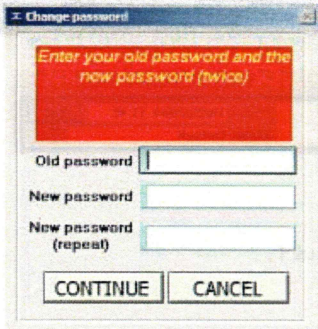 Change password
Enter your old password and the
new password (twice)
Old password
New password
New password
(repeat)
CONTINUE
CANCEL